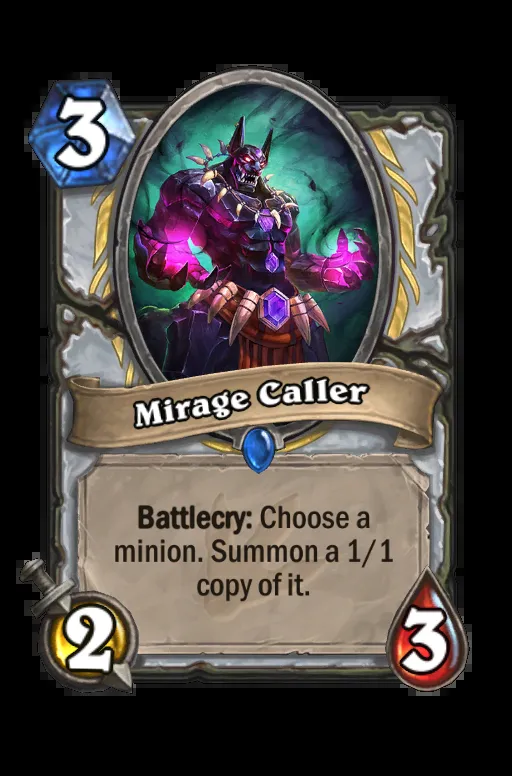 3
Mirage Caller
Battlecry: Choose a
minion. Summon a 1/1
copy of it.
2
3